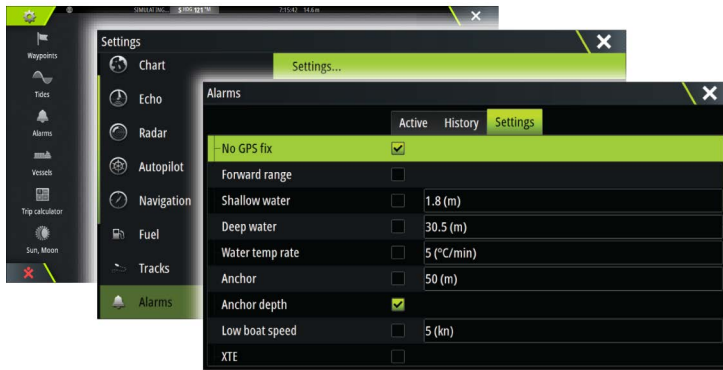 SIMULATING... 121 °M 7:15:42 14.6 m
Waypoints
Tides
Alarms
Vessels
Trip calculator
Sun, Moon
Settings
Chart
Settings...
Echo
Radar
Autopilot
Navigation
Fuel
Tracks
Alarms
Alarms
Active History Settings
No GPS fix
Forward range
Shallow water 1.8 (m)
Deep water 30.5 (m)
Water temp rate 5 (°C/min)
Anchor 50 (m)
Anchor depth
Low boat speed 5 (kn)
XTE